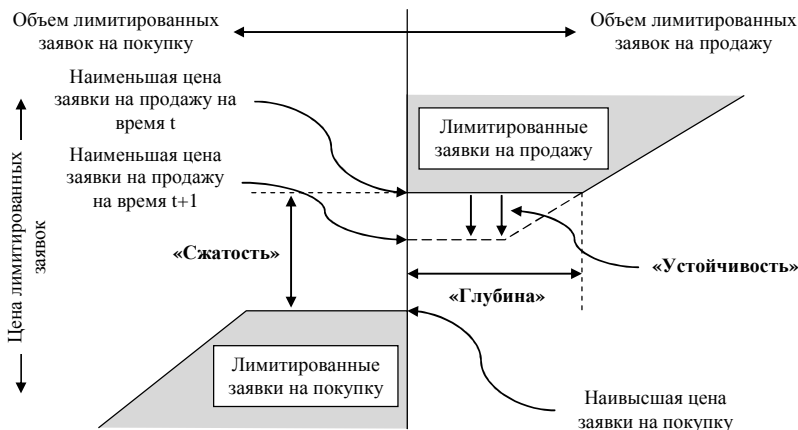 Объем лимитированных
заявок на покупку
Объем лимитированных
заявок на продажу
Наименьшая цена
заявки на продажу на
время t
Лимитированные
заявки на продажу
Наименьшая цена
заявки на продажу
на время t+1
Цена лимитированных
заявок
«Сжатость»
«Устойчивость»
«Глубина»
Лимитированные
заявки на покупку
Наивысшая цена
заявки на покупку